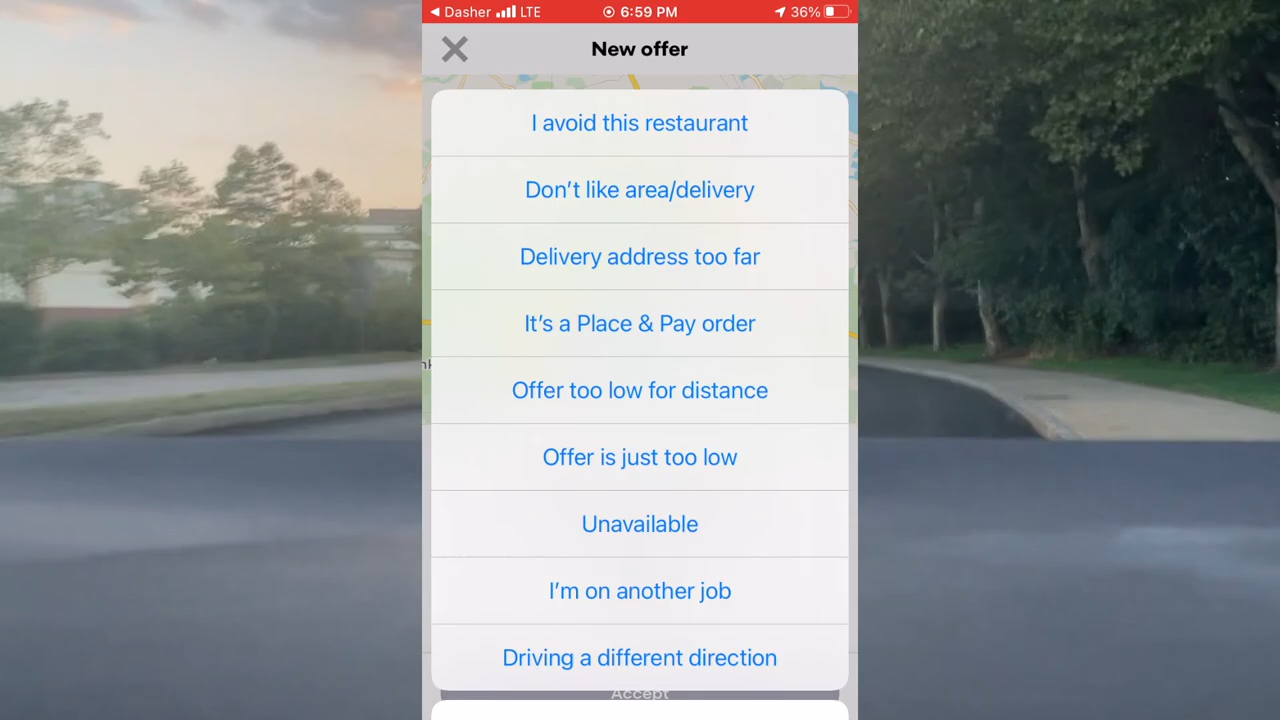 Dasher LTE 6:59 PM 36%
New offer
I avoid this restaurant
Don't like area/delivery
Delivery address too far
It's a Place & Pay order
Offer too low for distance
Offer is just too low
Unavailable
I'm on another job
Driving a different direction
Accept